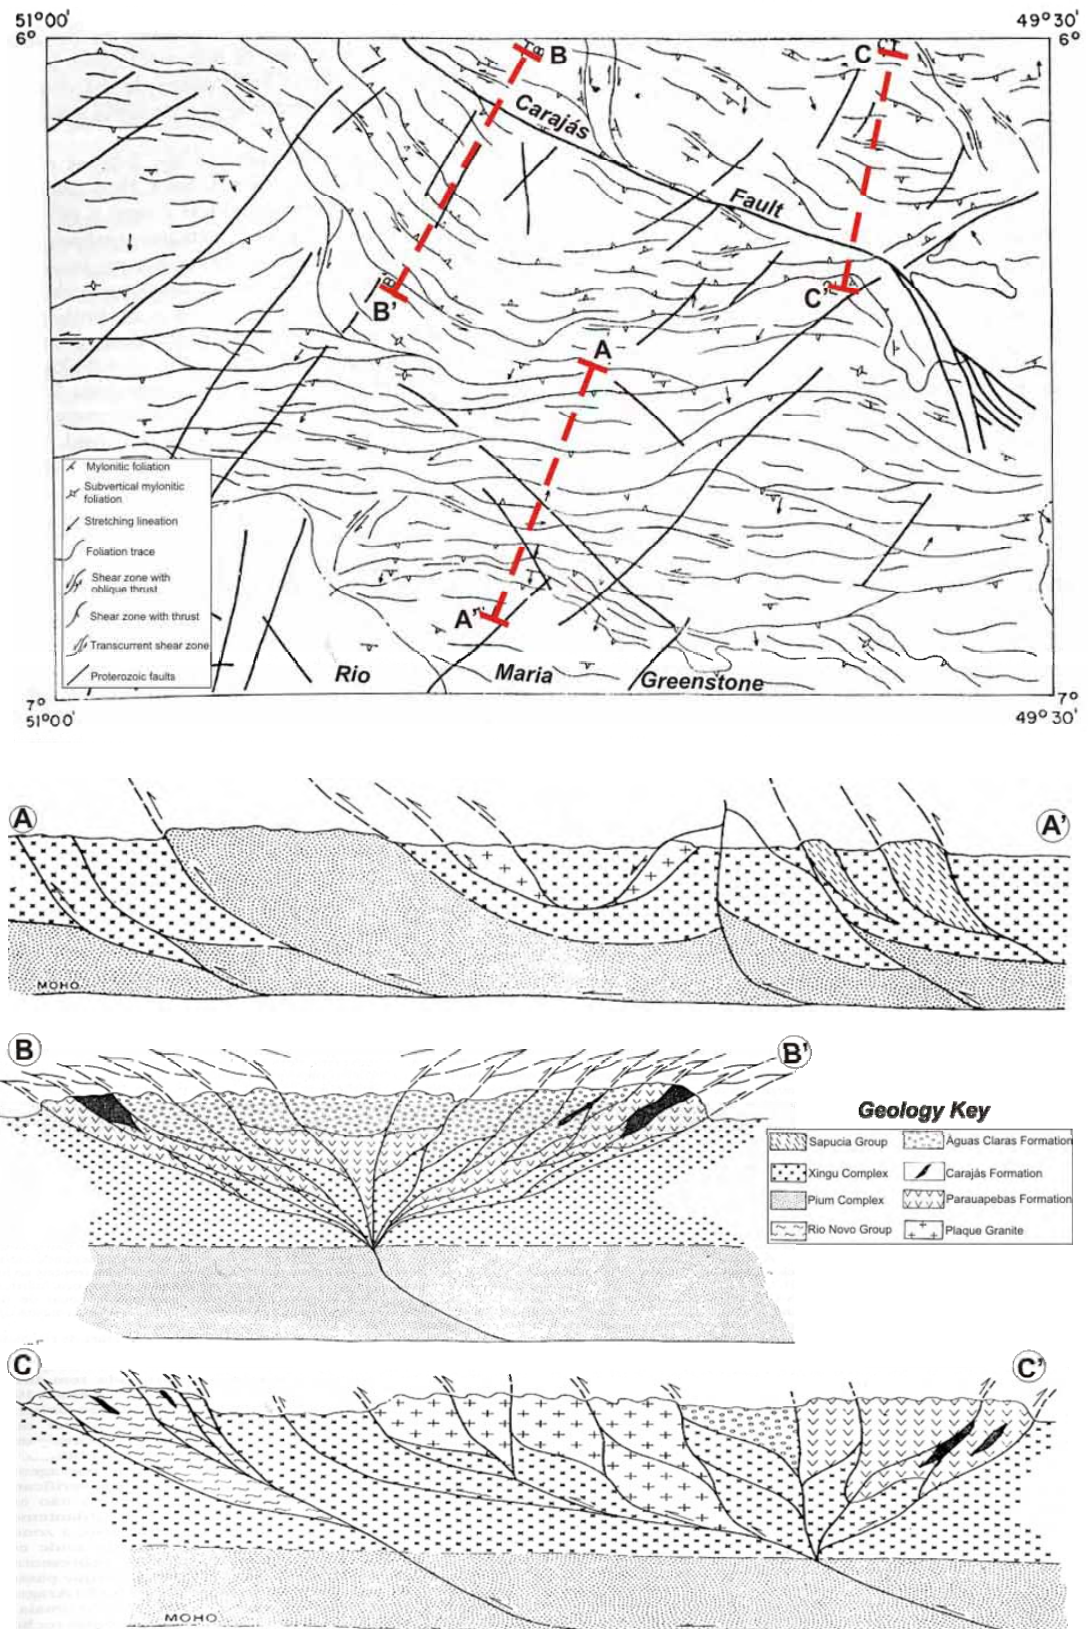 51°00'
49°30'
6°
6°
B
C
Carajás
Fault
B'
C'
A
Mylonitic foliation
Subvertical mylonitic
foliation
Stretching lineation
Foliation trace
Shear zone with
oblique thrust
Shear zone with thrust
Transcurrent shear zone
Proterozoic faults
A'
Rio Maria Greenstone
7°
7°
51°00'
49°30'
A
A'
MOHO
B
B'
Geology Key
Sapucia Group
Águas Claras Formation
Xingu Complex
Carajás Formation
Pium Complex
Parauapebas Formation
Rio Novo Group
Plaque Granite
C
C'
MOHO